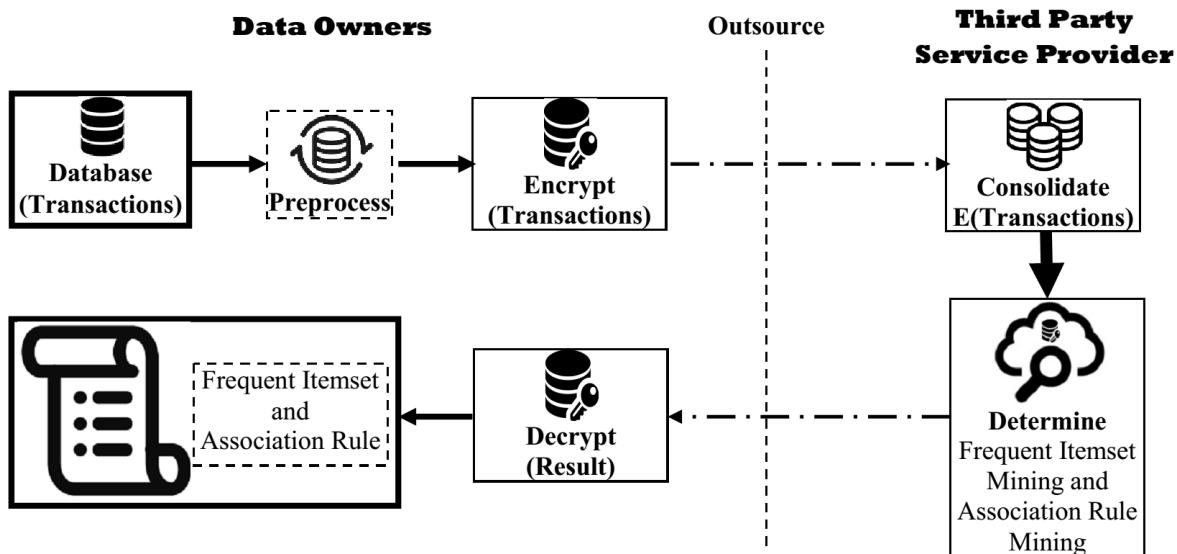 Data Owners
Outsource
Third Party
Service Provider
Database
(Transactions)
Preprocess
Encrypt
(Transactions)
Consolidate
E(Transactions)
Frequent Itemset
and
Association Rule
Decrypt
(Result)
Determine
Frequent Itemset
Mining and
Association Rule
Mining